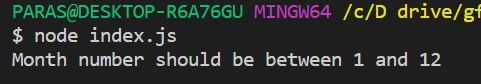 PARAS@DESKTOP-R6A76GU MINGW64 /c/D drive/gf
$ node index.js
Month number should be between 1 and 12